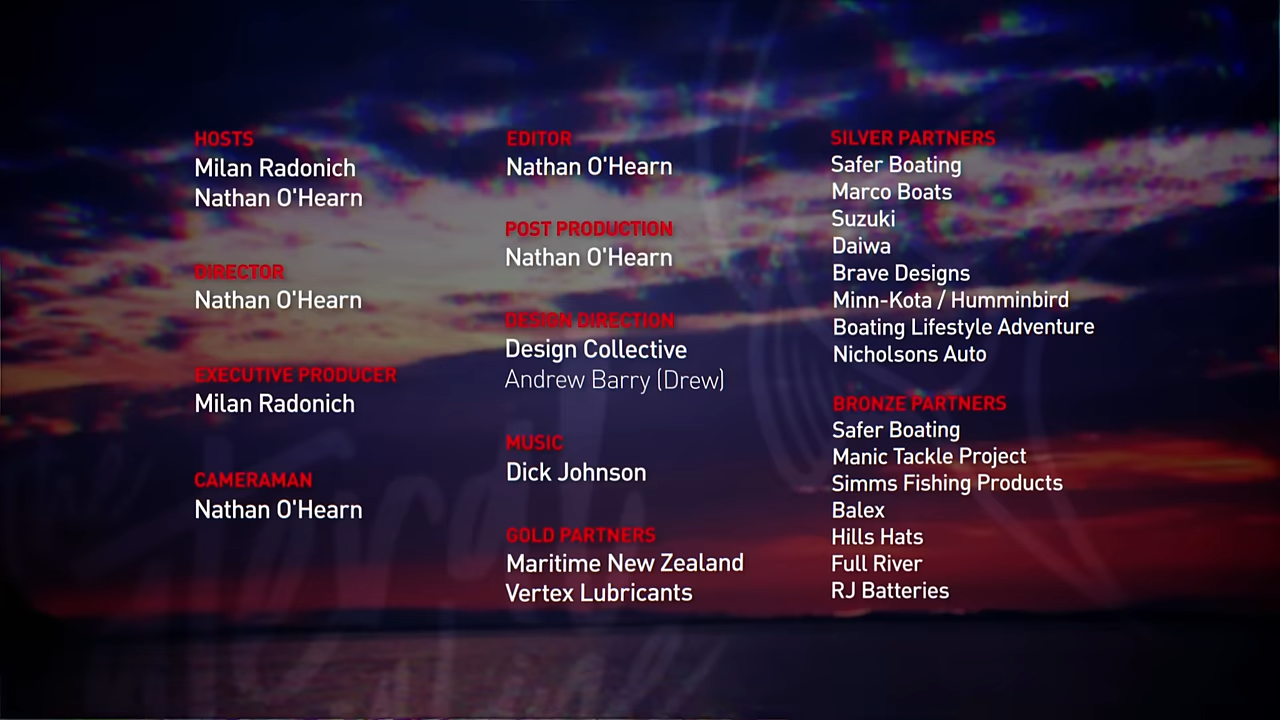 HOSTS
Milan Radonich
Nathan O'Hearn
DIRECTOR
Nathan O'Hearn
EXECUTIVE PRODUCER
Milan Radonich
CAMERAMAN
Nathan O'Hearn
EDITOR
Nathan O'Hearn
POST PRODUCTION
Nathan O'Hearn
DESIGN DIRECTION
Design Collective
Andrew Barry (Drew)
MUSIC
Dick Johnson
GOLD PARTNERS
Maritime New Zealand
Vertex Lubricants
SILVER PARTNERS
Safer Boating
Marco Boats
Suzuki
Daiwa
Brave Designs
Minn-Kota / Humminbird
Boating Lifestyle Adventure
Nicholsons Auto
BRONZE PARTNERS
Safer Boating
Manic Tackle Project
Simms Fishing Products
Balex
Hills Hats
Full River
RJ Batteries
the